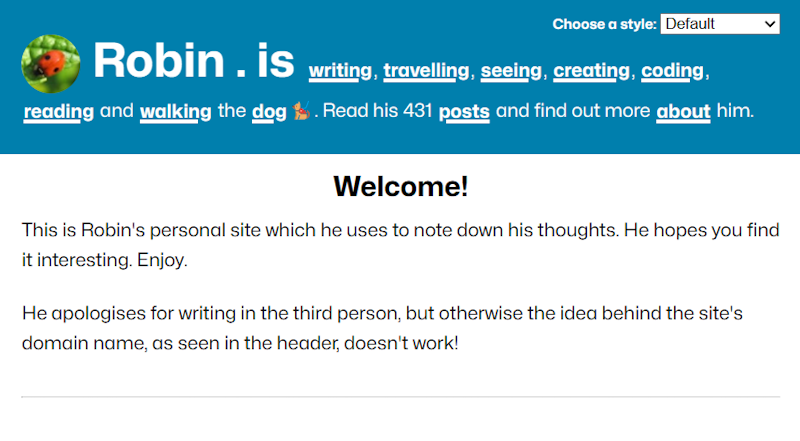 Choose a style: Default
Robin . is writing, travelling, seeing, creating, coding,
reading and walking the dog 🐕. Read his 431 posts and find out more about him.
Welcome!
This is Robin's personal site which he uses to note down his thoughts. He hopes you find
it interesting. Enjoy.
He apologises for writing in the third person, but otherwise the idea behind the site's
domain name, as seen in the header, doesn't work!